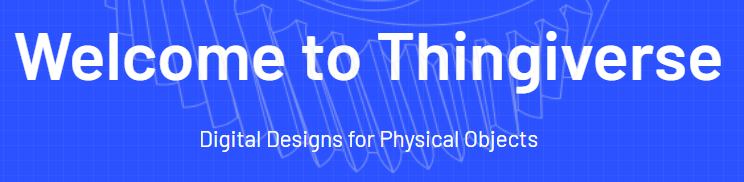 Welcome to Thingiverse
Digital Designs for Physical Objects